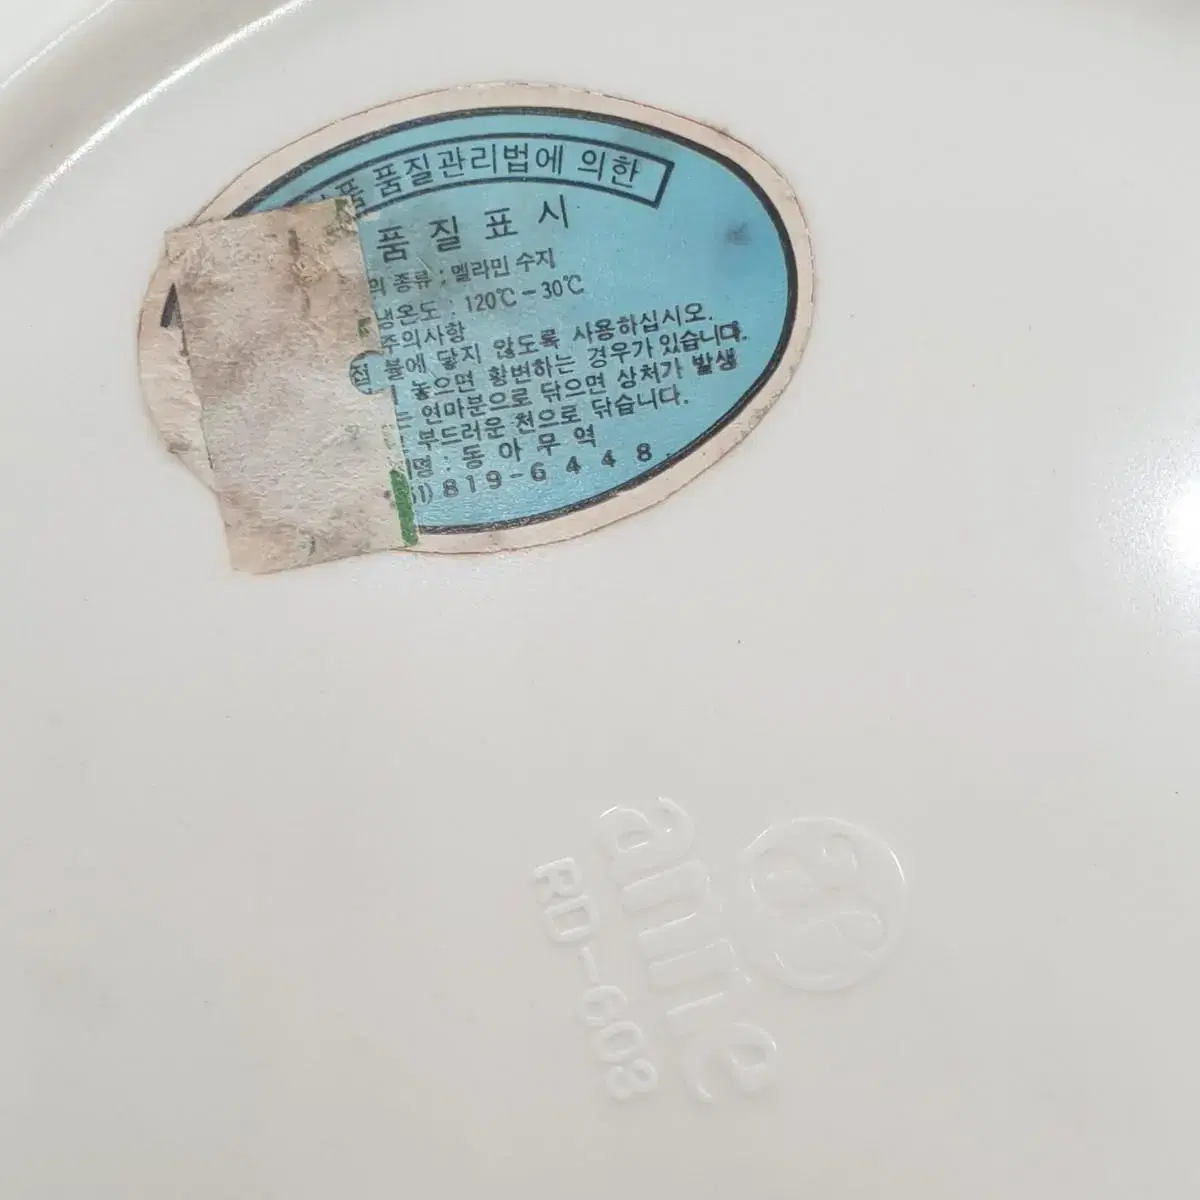 품질관리법에 의한
품질표시
의 종류 : 멜라민 수지
냉온도 : 120℃-30℃
주의사항
접 불에 닿지 않도록 사용하십시오.
놓으면 황변하는 경우가 있습니다.
연마분으로 닦으면 상처가 발생
부드러운 천으로 닦습니다.
명 : 동아무역
819-6448
RD-603